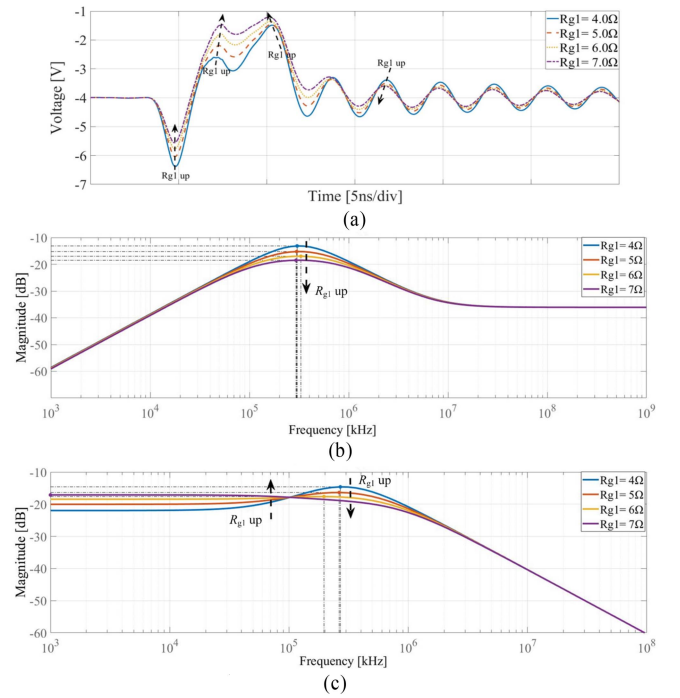 -1
-2
-3
-4
-5
-6
-7
Voltage [V]
Rg1 up
Rg1 up
Rg1 up
Rg1 up
Rg1= 4.0Ω
Rg1= 5.0Ω
Rg1= 6.0Ω
Rg1= 7.0Ω
Time [5ns/div]
(a)
-10
-20
-30
-40
-50
-60
Magnitude [dB]
Rg1 up
Rg1= 4Ω
Rg1= 5Ω
Rg1= 6Ω
Rg1= 7Ω
10^3 10^4 10^5 10^6 10^7 10^8 10^9
Frequency [kHz]
(b)
-10
-20
-30
-40
-50
-60
Magnitude [dB]
Rg1 up
Rg1 up
Rg1= 4Ω
Rg1= 5Ω
Rg1= 6Ω
Rg1= 7Ω
10^3 10^4 10^5 10^6 10^7 10^8
Frequency [kHz]
(c)